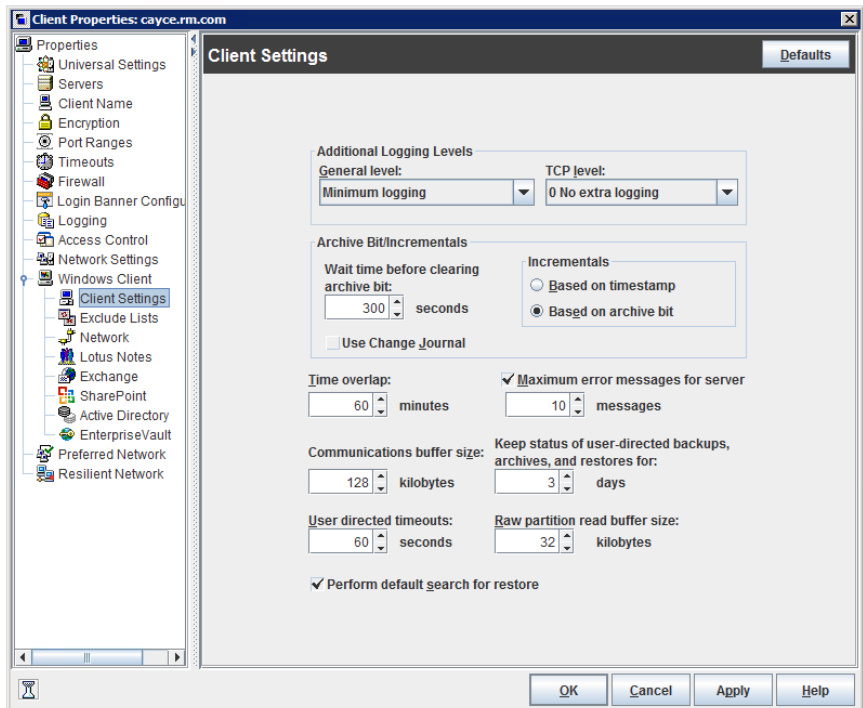 Client Properties: cayce.rm.com
Properties
Universal Settings
Servers
Client Name
Encryption
Port Ranges
Timeouts
Firewall
Login Banner Configu
Logging
Access Control
Network Settings
Windows Client
Client Settings
Exclude Lists
Network
Lotus Notes
Exchange
SharePoint
Active Directory
EnterpriseVault
Preferred Network
Resilient Network
Client Settings
Defaults
Additional Logging Levels
General level:
TCP level:
Minimum logging
0 No extra logging
Archive Bit/Incrementals
Wait time before clearing
archive bit:
300 seconds
Incrementals
Based on timestamp
Based on archive bit
Use Change Journal
Time overlap:
60 minutes
Maximum error messages for server
10 messages
Communications buffer size:
128 kilobytes
Keep status of user-directed backups,
archives, and restores for:
3 days
User directed timeouts:
60 seconds
Raw partition read buffer size:
32 kilobytes
Perform default search for restore
OK
Cancel
Apply
Help